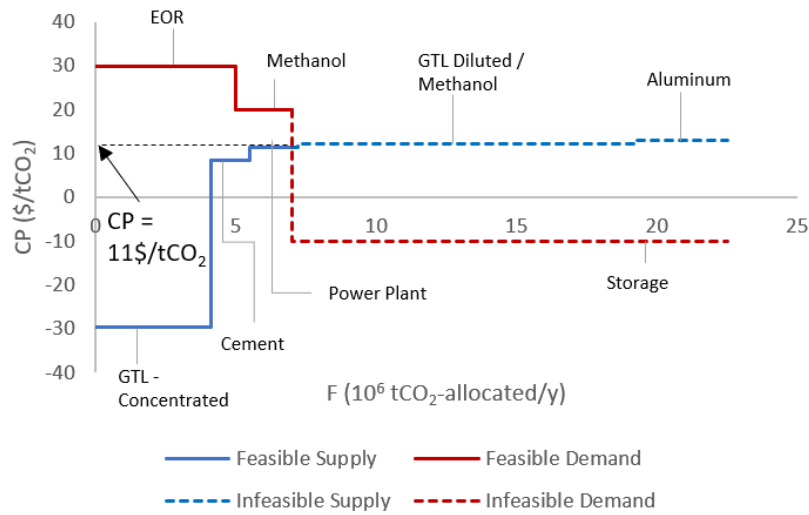 40
EOR
30
Methanol
GTL Diluted /
Methanol
Aluminum
20
10
0
0
5
10
15
20
25
CP ($/tCO₂)
CP =
11$/tCO₂
-10
-20
-30
-40
Power Plant
Storage
Cement
GTL -
Concentrated
F (10⁶ tCO₂-allocated/y)
Feasible Supply
Feasible Demand
Infeasible Supply
Infeasible Demand